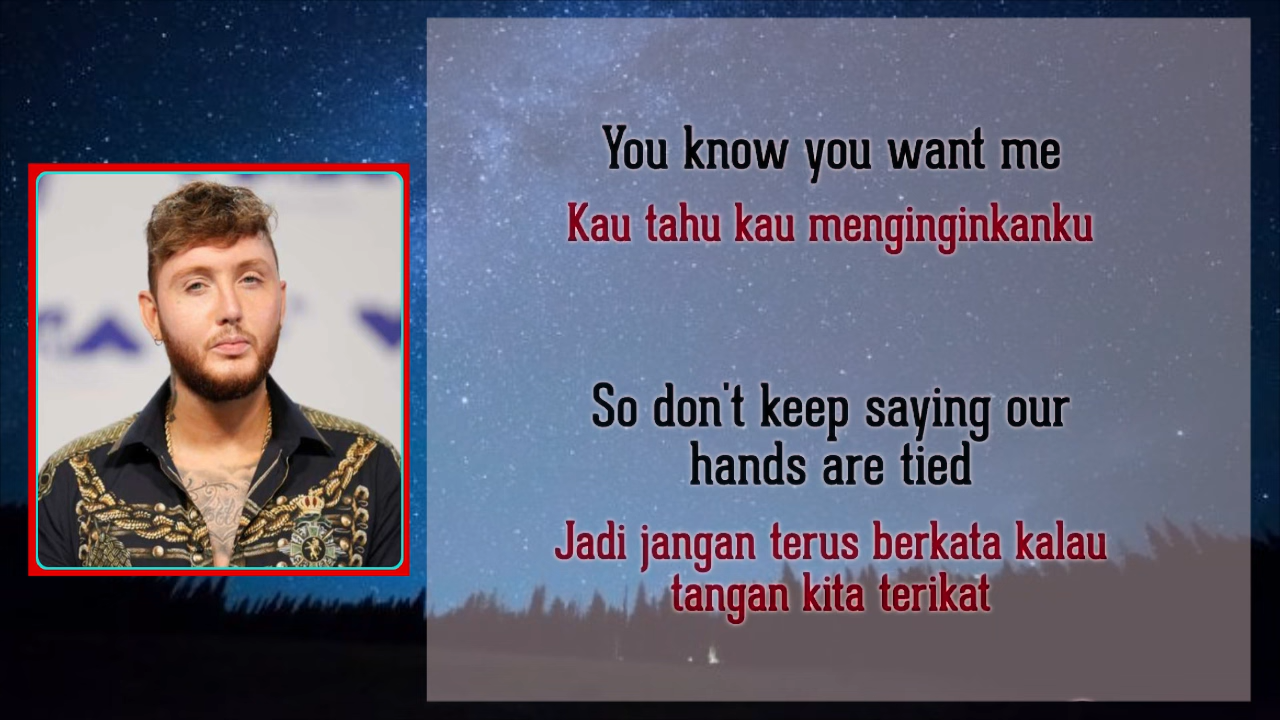 You know you want me
Kau tahu kau menginginkanku
So don't keep saying our
hands are tied
Jadi jangan terus berkata kalau
tangan kita terikat